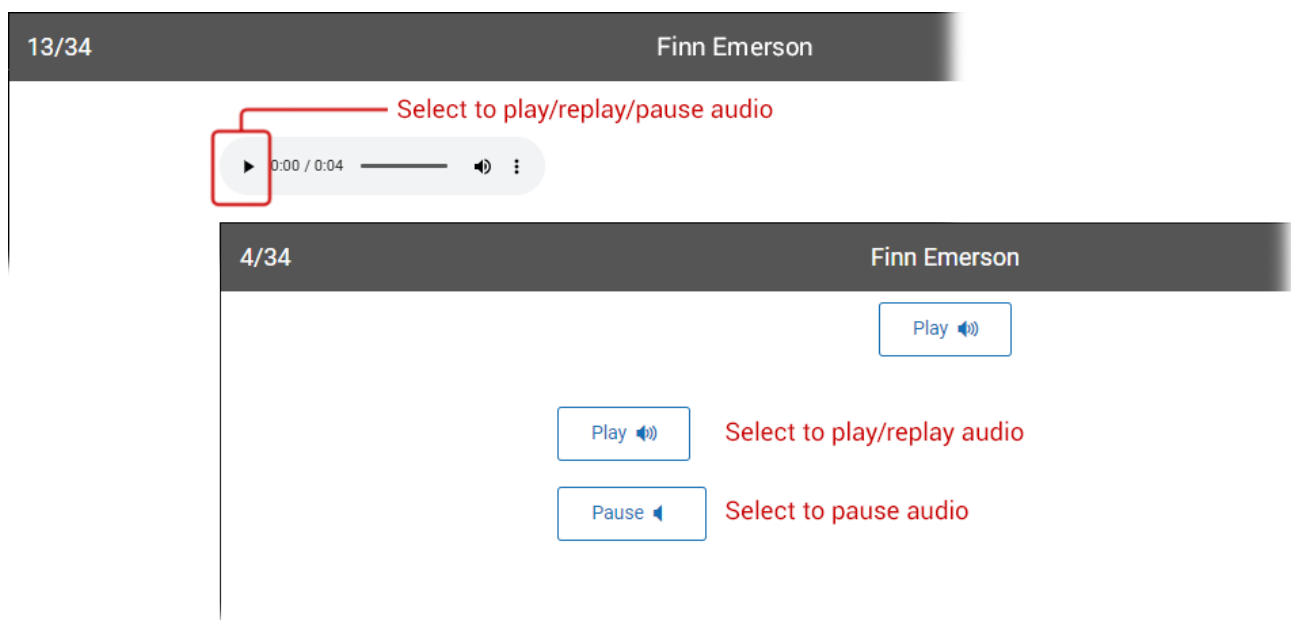 13/34 Finn Emerson
Select to play/replay/pause audio
0:00 / 0:04
4/34 Finn Emerson
Play
Play Select to play/replay audio
Pause Select to pause audio